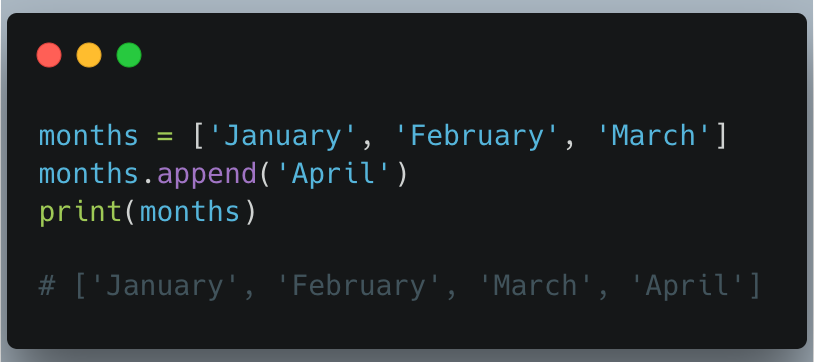 months = ['January', 'February', 'March']
months.append('April')
print(months)
# ['January', 'February', 'March', 'April']